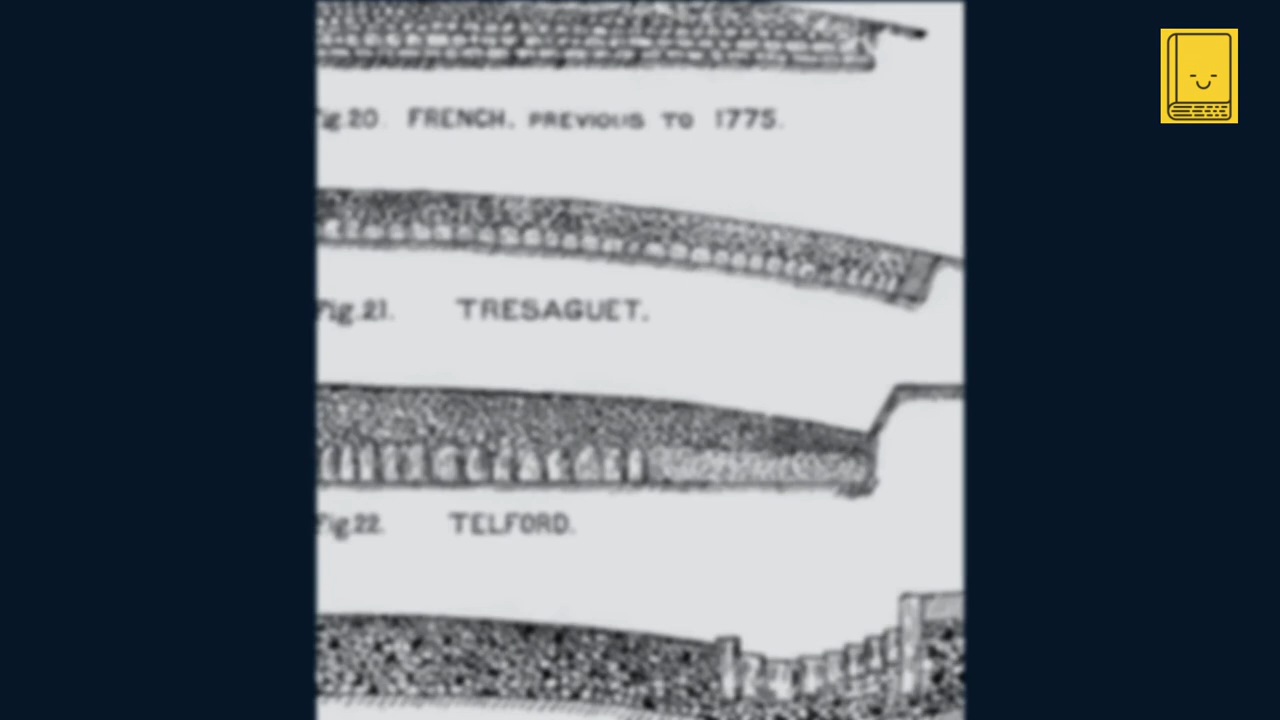 Fig.20. FRENCH. PREVIOUS TO 1775.
Fig.21. TRESAGUET.
Fig.22. TELFORD.